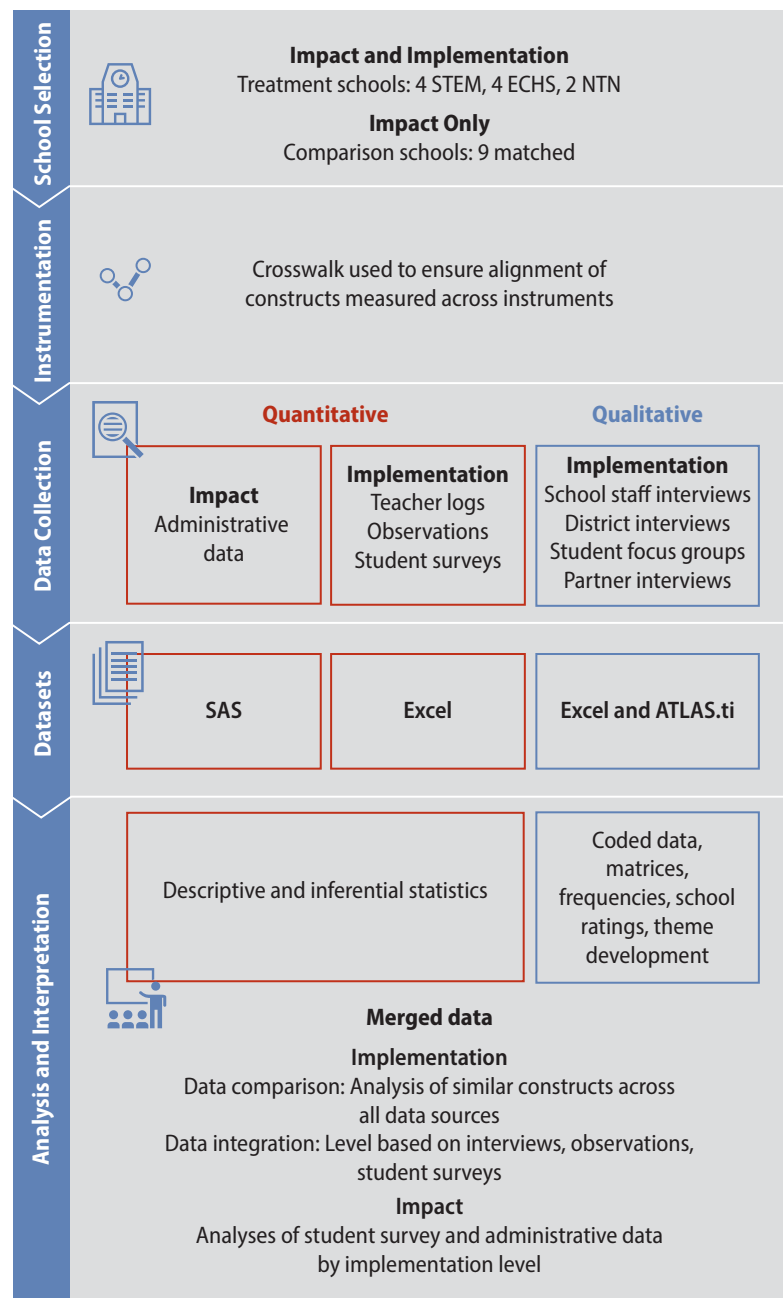 School Selection
Impact and Implementation
Treatment schools: 4 STEM, 4 ECHS, 2 NTN
Impact Only
Comparison schools: 9 matched
Instrumentation
Crosswalk used to ensure alignment of
constructs measured across instruments
Data Collection
Quantitative
Impact
Administrative
data
Implementation
Teacher logs
Observations
Student surveys
Qualitative
Implementation
School staff interviews
District interviews
Student focus groups
Partner interviews
Datasets
SAS
Excel
Excel and ATLAS.ti
Analysis and Interpretation
Descriptive and inferential statistics
Coded data,
matrices,
frequencies, school
ratings, theme
development
Merged data
Implementation
Data comparison: Analysis of similar constructs across
all data sources
Data integration: Level based on interviews, observations,
student surveys
Impact
Analyses of student survey and administrative data
by implementation level